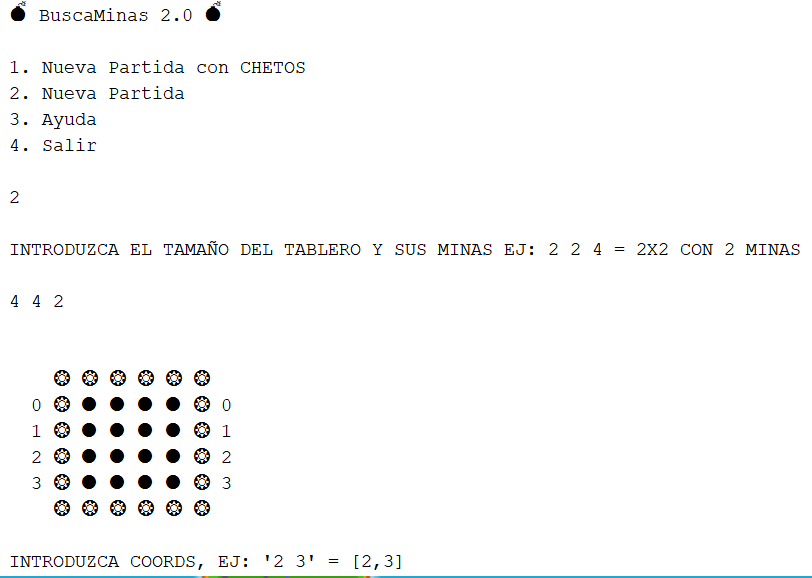 💣 BuscaMinas 2.0 💣
1. Nueva Partida con CHETOS
2. Nueva Partida
3. Ayuda
4. Salir
2
INTRODUZCA EL TAMAÑO DEL TABLERO Y SUS MINAS EJ: 2 2 4 = 2X2 CON 2 MINAS
4 4 2
❂ ❂ ❂ ❂ ❂ ❂
0 ❂ ● ● ● ● ❂ 0
1 ❂ ● ● ● ● ❂ 1
2 ❂ ● ● ● ● ❂ 2
3 ❂ ● ● ● ● ❂ 3
❂ ❂ ❂ ❂ ❂ ❂
INTRODUZCA COORDS, EJ: '2 3' = [2,3]